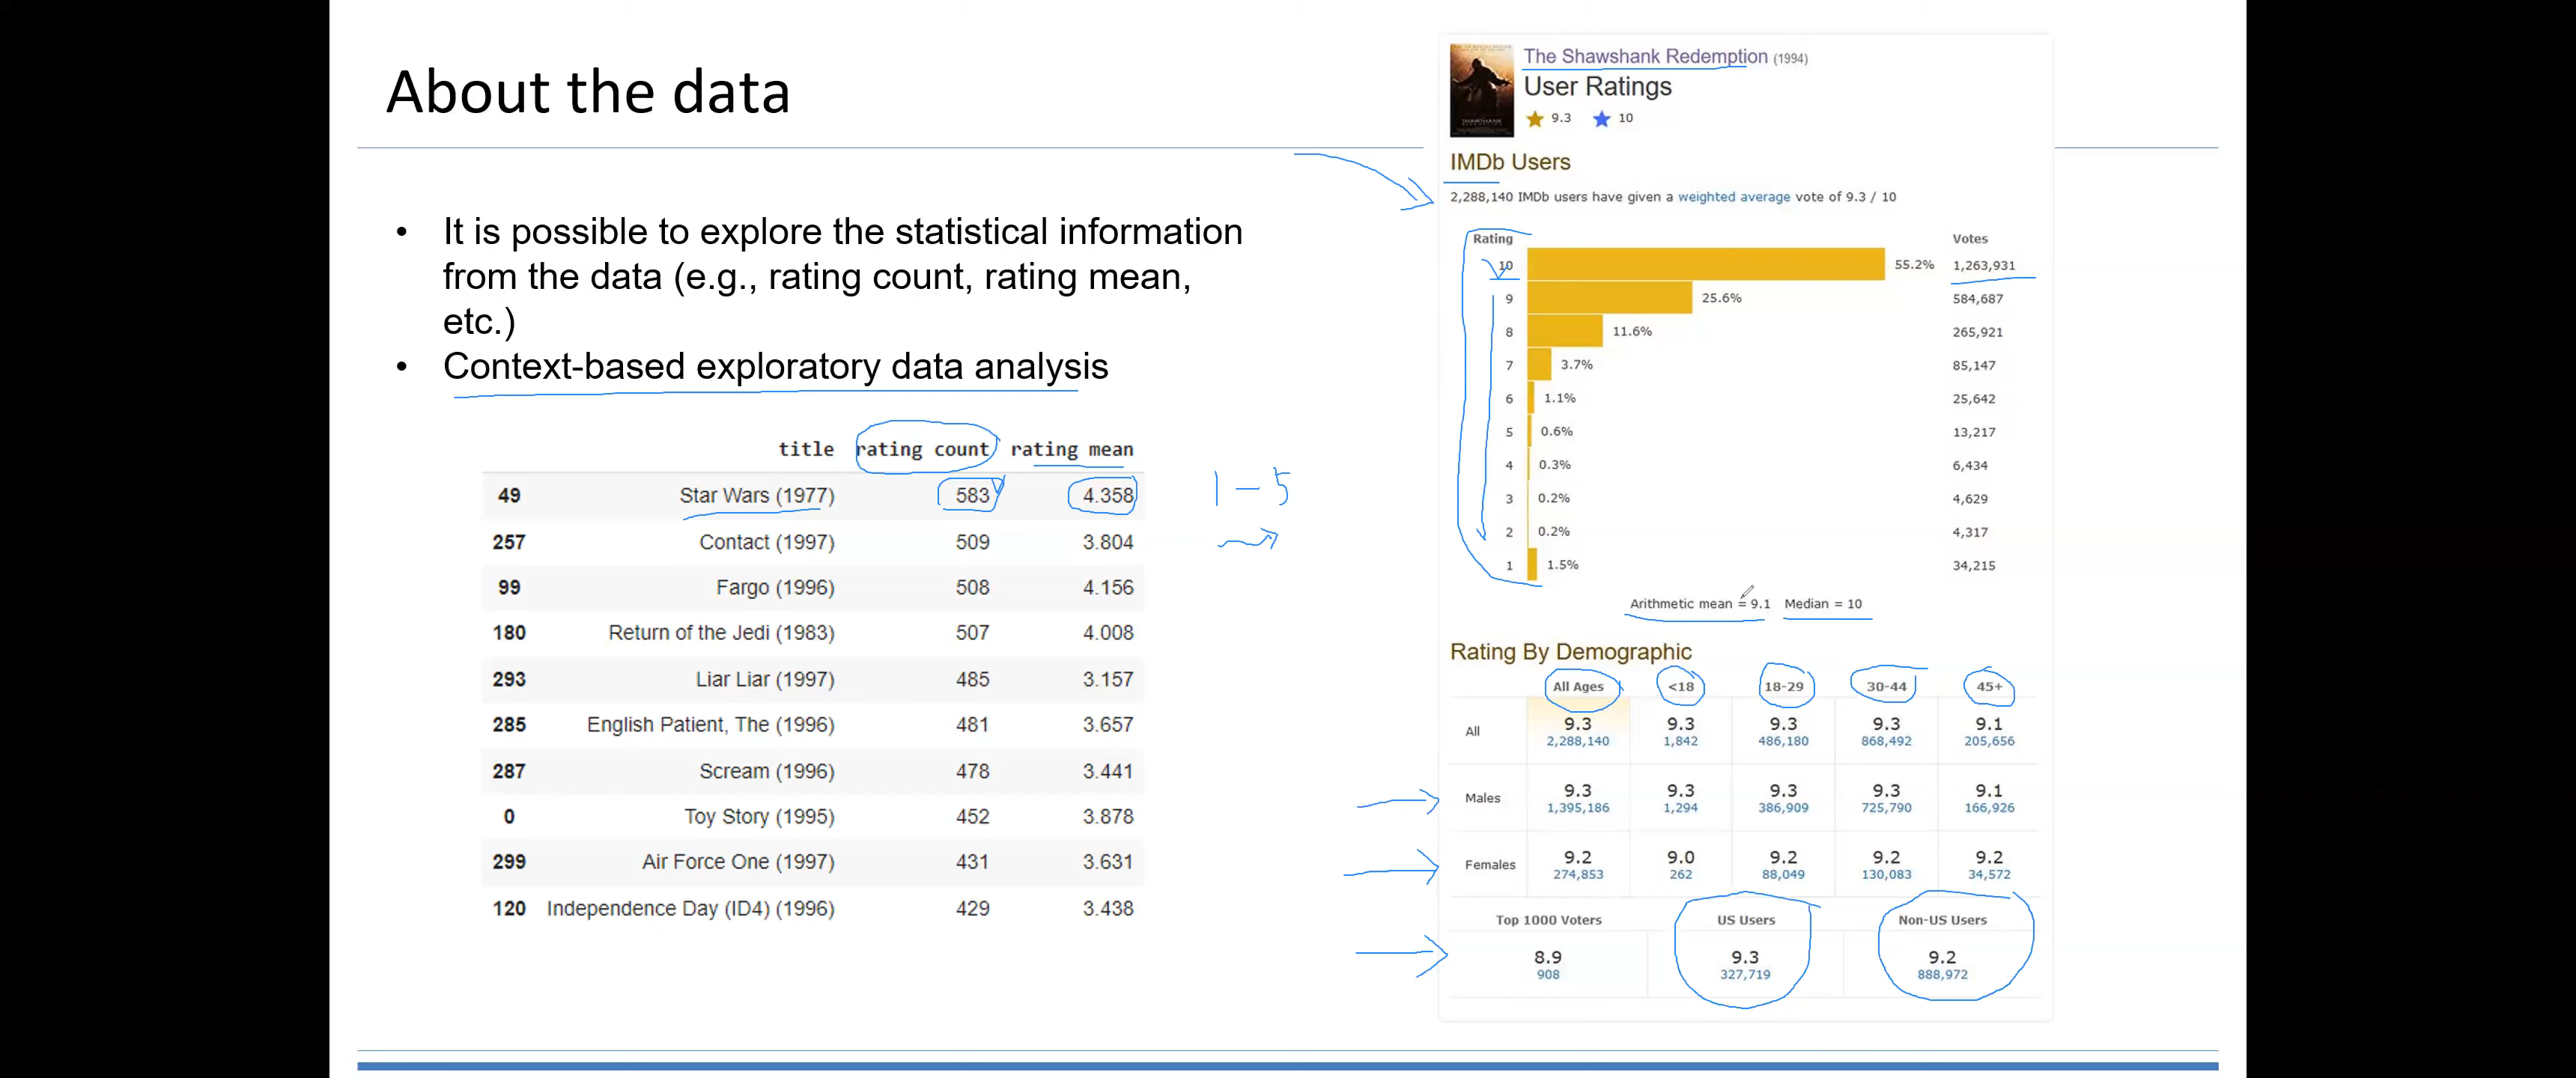 About the data
• It is possible to explore the statistical information
from the data (e.g., rating count, rating mean,
etc.)
• Context-based exploratory data analysis
title rating count rating mean
49 Star Wars (1977) 583 4.358
257 Contact (1997) 509 3.804
99 Fargo (1996) 508 4.156
180 Return of the Jedi (1983) 507 4.008
293 Liar Liar (1997) 485 3.157
285 English Patient, The (1996) 481 3.657
287 Scream (1996) 478 3.441
0 Toy Story (1995) 452 3.878
299 Air Force One (1997) 431 3.631
120 Independence Day (ID4) (1996) 429 3.438
1 – 5
The Shawshank Redemption (1994)
User Ratings
9.3 10
IMDb Users
2,288,140 IMDb users have given a weighted average vote of 9.3 / 10
Rating Votes
10 55.2% 1,263,931
9 25.6% 584,687
8 11.6% 265,921
7 3.7% 85,147
6 1.1% 25,642
5 0.6% 13,217
4 0.3% 6,434
3 0.2% 4,629
2 0.2% 4,317
1 1.5% 34,215
Arithmetic mean = 9.1 Median = 10
Rating By Demographic
All Ages <18 18-29 30-44 45+
All 9.3 9.3 9.3 9.3 9.1
2,288,140 1,842 486,180 868,492 205,656
Males 9.3 9.3 9.3 9.3 9.1
1,395,186 1,294 386,909 725,790 166,926
Females 9.2 9.0 9.2 9.2 9.2
274,853 262 88,049 130,083 34,572
Top 1000 Voters US Users Non-US Users
8.9 9.3 9.2
908 327,719 888,972